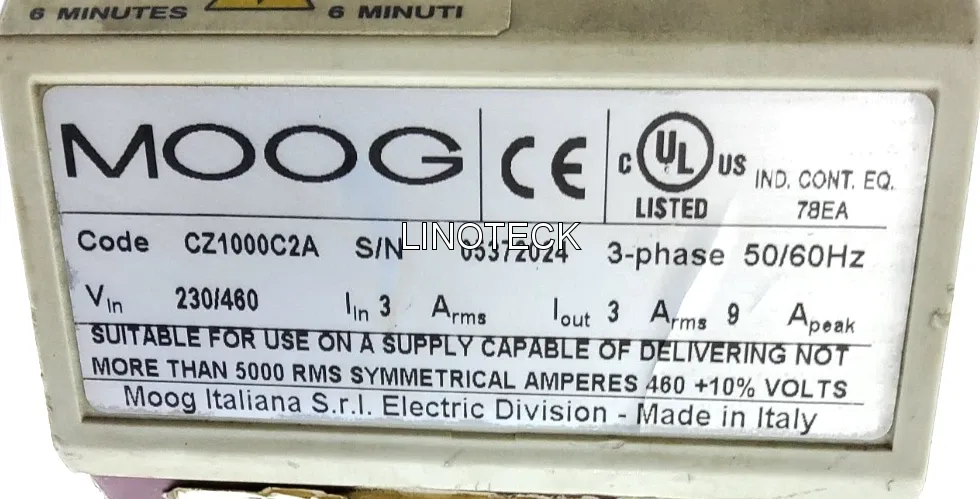 6 MINUTES 6 MINUTI
MOOG CE c UL US IND. CONT. EQ.
LISTED 78EA
LINOTECK
Code CZ1000C2A S/N 05372024 3-phase 50/60Hz
Vin 230/460 Iin 3 Arms Iout 3 Arms 9 Apeak
SUITABLE FOR USE ON A SUPPLY CAPABLE OF DELIVERING NOT
MORE THAN 5000 RMS SYMMETRICAL AMPERES 460 +10% VOLTS
Moog Italiana S.r.l. Electric Division - Made in Italy